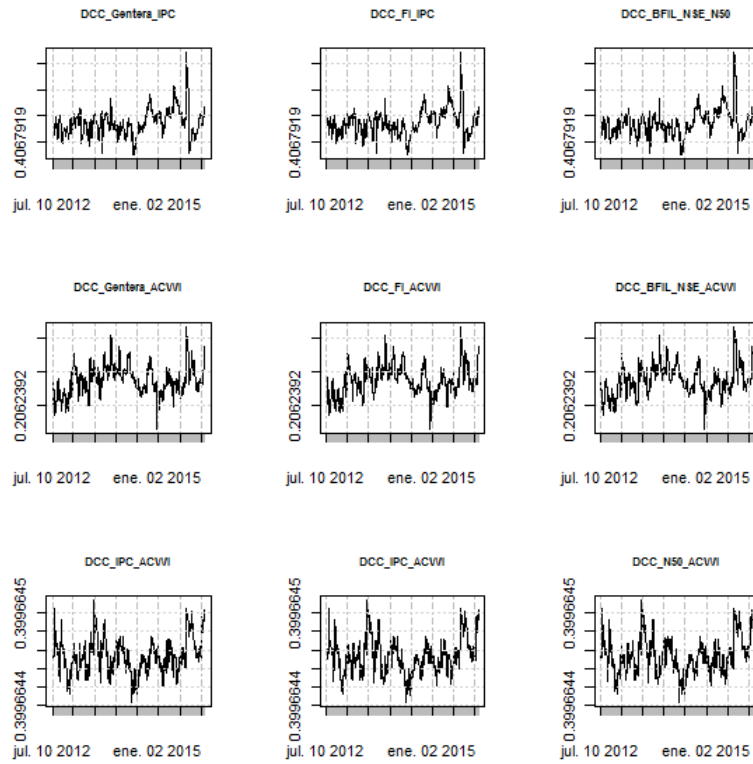 DCC_Gentera_IPC
DCC_FI_IPC
DCC_BFIL_NSE_N50
0.4067919
0.4067919
0.4067919
jul. 10 2012 ene. 02 2015
jul. 10 2012 ene. 02 2015
jul. 10 2012 ene. 02 2015
DCC_Gentera_ACWI
DCC_FI_ACWI
DCC_BFIL_NSE_ACWI
0.2062392
0.2062392
0.2062392
jul. 10 2012 ene. 02 2015
jul. 10 2012 ene. 02 2015
jul. 10 2012 ene. 02 2015
DCC_IPC_ACWI
DCC_IPC_ACWI
DCC_N50_ACWI
0.3996644 0.3996645
0.3996644 0.3996645
0.3996644 0.3996645
jul. 10 2012 ene. 02 2015
jul. 10 2012 ene. 02 2015
jul. 10 2012 ene. 02 2015